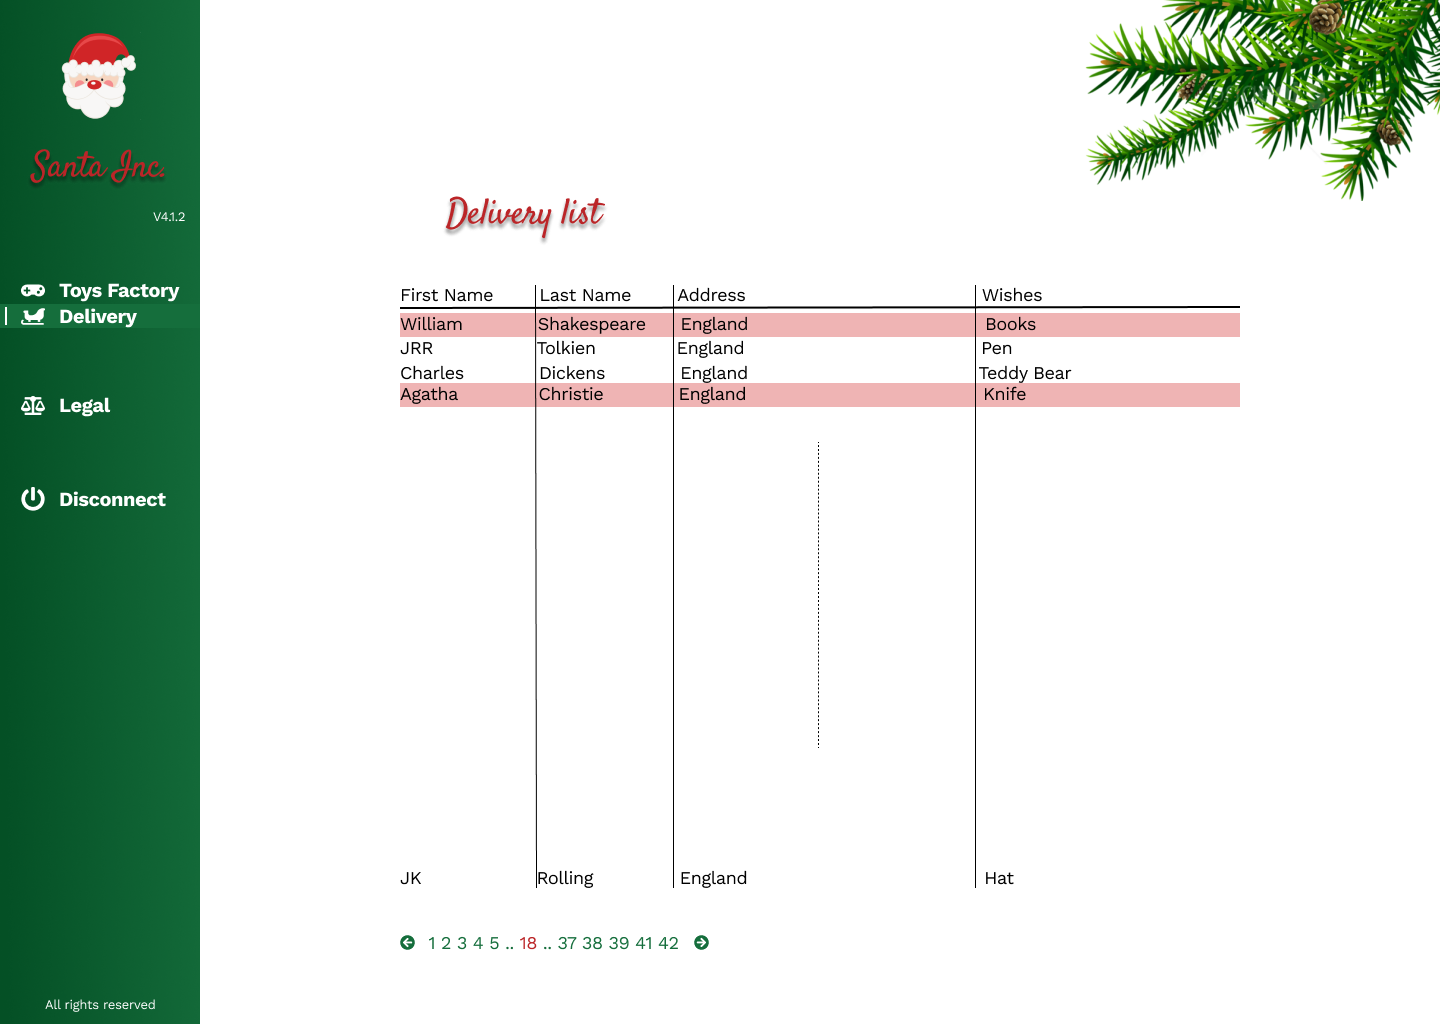 Santa Inc.
V4.1.2
Toys Factory
Delivery
Legal
Disconnect
All rights reserved
Delivery list
First Name Last Name Address Wishes
William Shakespeare England Books
JRR Tolkien England Pen
Charles Dickens England Teddy Bear
Agatha Christie England Knife
JK Rolling England Hat
1 2 3 4 5 .. 18 .. 37 38 39 41 42